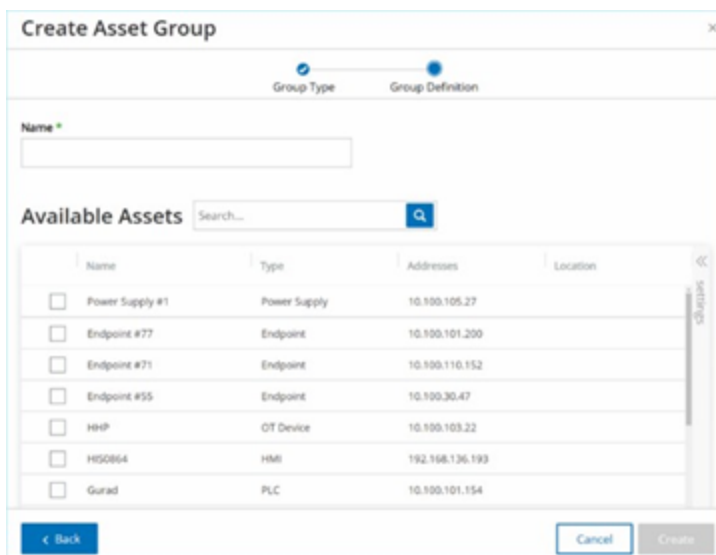 Create Asset Group
Group Type Group Definition
Name *
Available Assets Search...
Name Type Addresses Location
settings
Power Supply #1 Power Supply 10.100.105.27
Endpoint #77 Endpoint 10.100.101.200
Endpoint #71 Endpoint 10.100.110.152
Endpoint #55 Endpoint 10.100.30.47
HHP OT Device 10.100.103.22
HIS0864 HMI 192.168.136.193
Gurad PLC 10.100.101.154
Back Cancel Create